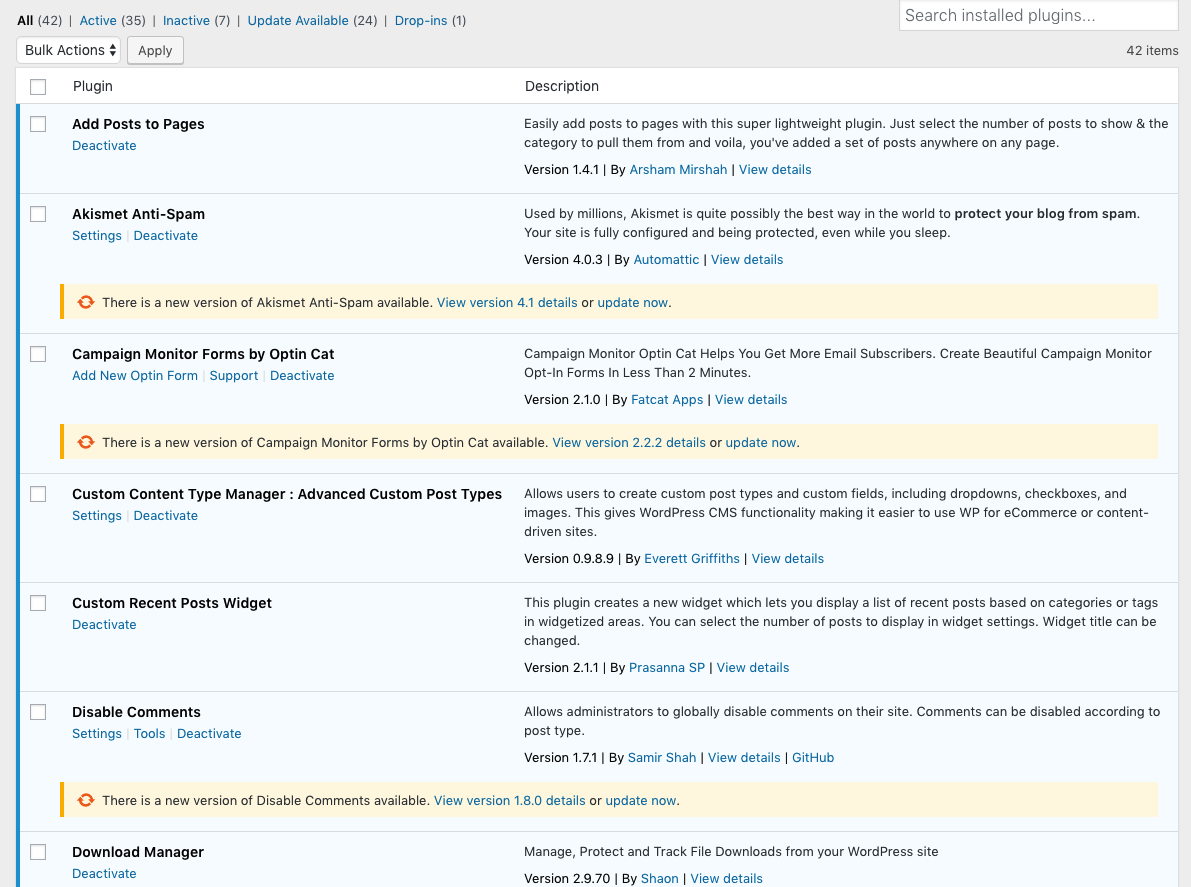 All (42) | Active (35) | Inactive (7) | Update Available (24) | Drop-ins (1)
Search installed plugins...
Bulk Actions Apply
42 items
Plugin Description
Add Posts to Pages
Deactivate
Easily add posts to pages with this super lightweight plugin. Just select the number of posts to show & the
category to pull them from and voila, you've added a set of posts anywhere on any page.
Version 1.4.1 | By Arsham Mirshah | View details
Akismet Anti-Spam
Settings | Deactivate
Used by millions, Akismet is quite possibly the best way in the world to protect your blog from spam.
Your site is fully configured and being protected, even while you sleep.
Version 4.0.3 | By Automattic | View details
There is a new version of Akismet Anti-Spam available. View version 4.1 details or update now.
Campaign Monitor Forms by Optin Cat
Add New Optin Form | Support | Deactivate
Campaign Monitor Optin Cat Helps You Get More Email Subscribers. Create Beautiful Campaign Monitor
Opt-In Forms In Less Than 2 Minutes.
Version 2.1.0 | By Fatcat Apps | View details
There is a new version of Campaign Monitor Forms by Optin Cat available. View version 2.2.2 details or update now.
Custom Content Type Manager : Advanced Custom Post Types
Settings | Deactivate
Allows users to create custom post types and custom fields, including dropdowns, checkboxes, and
images. This gives WordPress CMS functionality making it easier to use WP for eCommerce or content-
driven sites.
Version 0.9.8.9 | By Everett Griffiths | View details
Custom Recent Posts Widget
Deactivate
This plugin creates a new widget which lets you display a list of recent posts based on categories or tags
in widgetized areas. You can select the number of posts to display in widget settings. Widget title can be
changed.
Version 2.1.1 | By Prasanna SP | View details
Disable Comments
Settings | Tools | Deactivate
Allows administrators to globally disable comments on their site. Comments can be disabled according to
post type.
Version 1.7.1 | By Samir Shah | View details | GitHub
There is a new version of Disable Comments available. View version 1.8.0 details or update now.
Download Manager
Deactivate
Manage, Protect and Track File Downloads from your WordPress site
Version 2.9.70 | By Shaon | View details